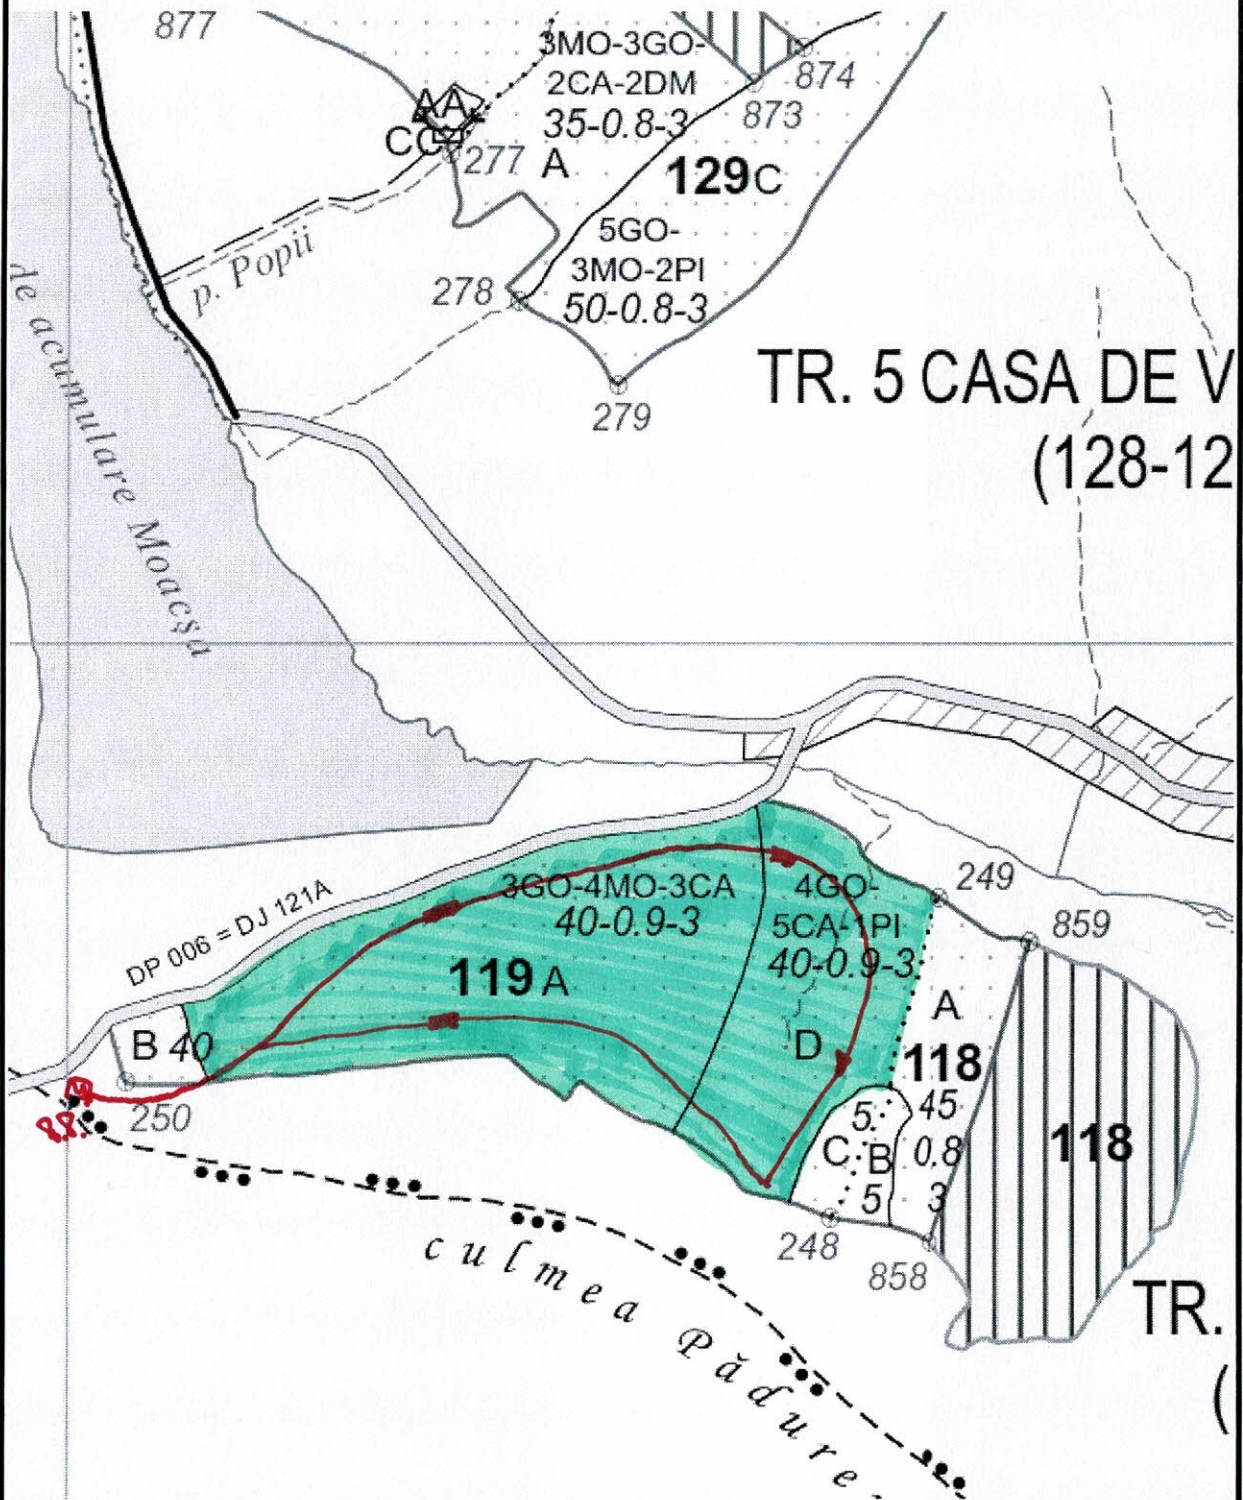 877
3MO-3GO-
2CA-2DM
35-0.8-3
A
874
873
AA
CC
277
129C
p. Popii
5GO-
3MO-2PI
50-0.8-3
278
279
de acumulare Moacşa
TR. 5 CASA DE V
(128-12
DP 006 = DJ 121A
3GO-4MO-3CA
40-0.9-3
119 A
4GO-
5CA-1PI
40-0.9-3
D
249
859
A
118
45
0.8
3
118
B 40
250
5
C
B
5
248
858
culmea Pădure
TR.
(